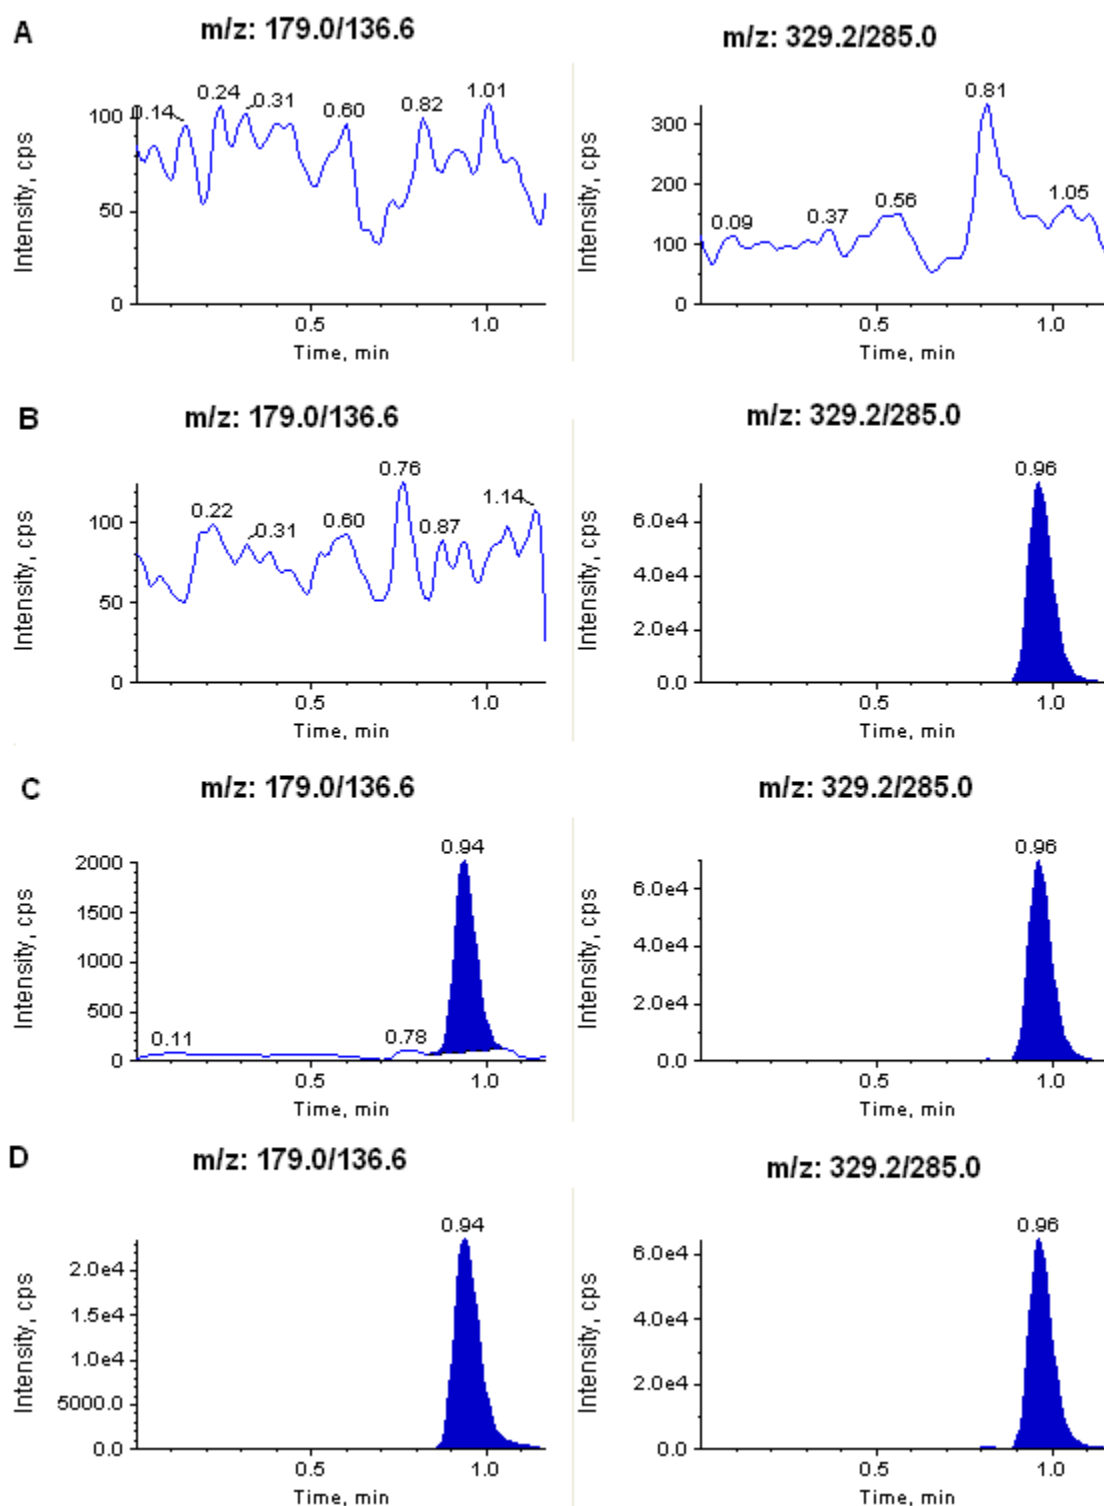 A
m/z: 179.0/136.6
m/z: 329.2/285.0
Intensity, cps
100
50
0
0.14
0.24
0.31
0.60
0.82
1.01
0.5
1.0
Time, min
Intensity, cps
300
200
100
0
0.09
0.37
0.56
0.81
1.05
0.5
1.0
Time, min
B
m/z: 179.0/136.6
m/z: 329.2/285.0
Intensity, cps
100
50
0
0.22
0.31
0.60
0.76
0.87
1.14
0.5
1.0
Time, min
Intensity, cps
6.0e4
4.0e4
2.0e4
0.0
0.96
0.5
1.0
Time, min
C
m/z: 179.0/136.6
m/z: 329.2/285.0
Intensity, cps
2000
1500
1000
500
0
0.11
0.78
0.94
0.5
1.0
Time, min
Intensity, cps
6.0e4
4.0e4
2.0e4
0.0
0.96
0.5
1.0
Time, min
D
m/z: 179.0/136.6
m/z: 329.2/285.0
Intensity, cps
2.0e4
1.5e4
1.0e4
5000.0
0.0
0.94
0.5
1.0
Time, min
Intensity, cps
6.0e4
4.0e4
2.0e4
0.0
0.96
0.5
1.0
Time, min